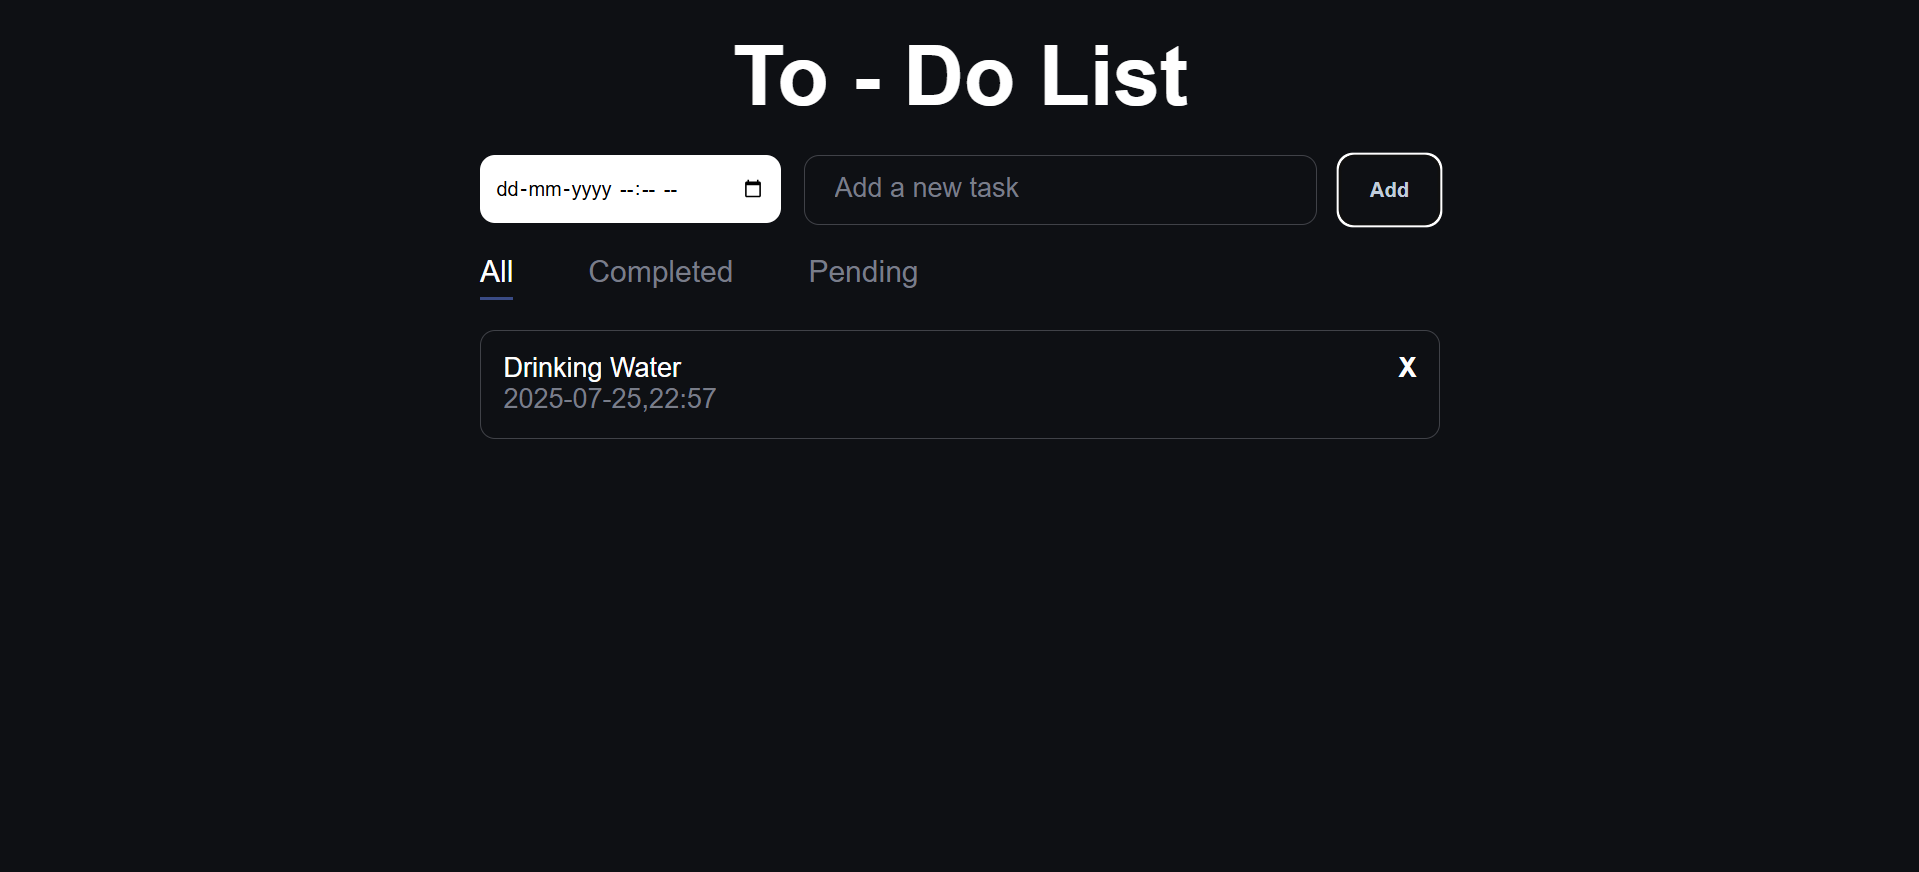 To - Do List
dd-mm-yyyy --:-- --
Add a new task
Add
All Completed Pending
Drinking Water X
2025-07-25,22:57